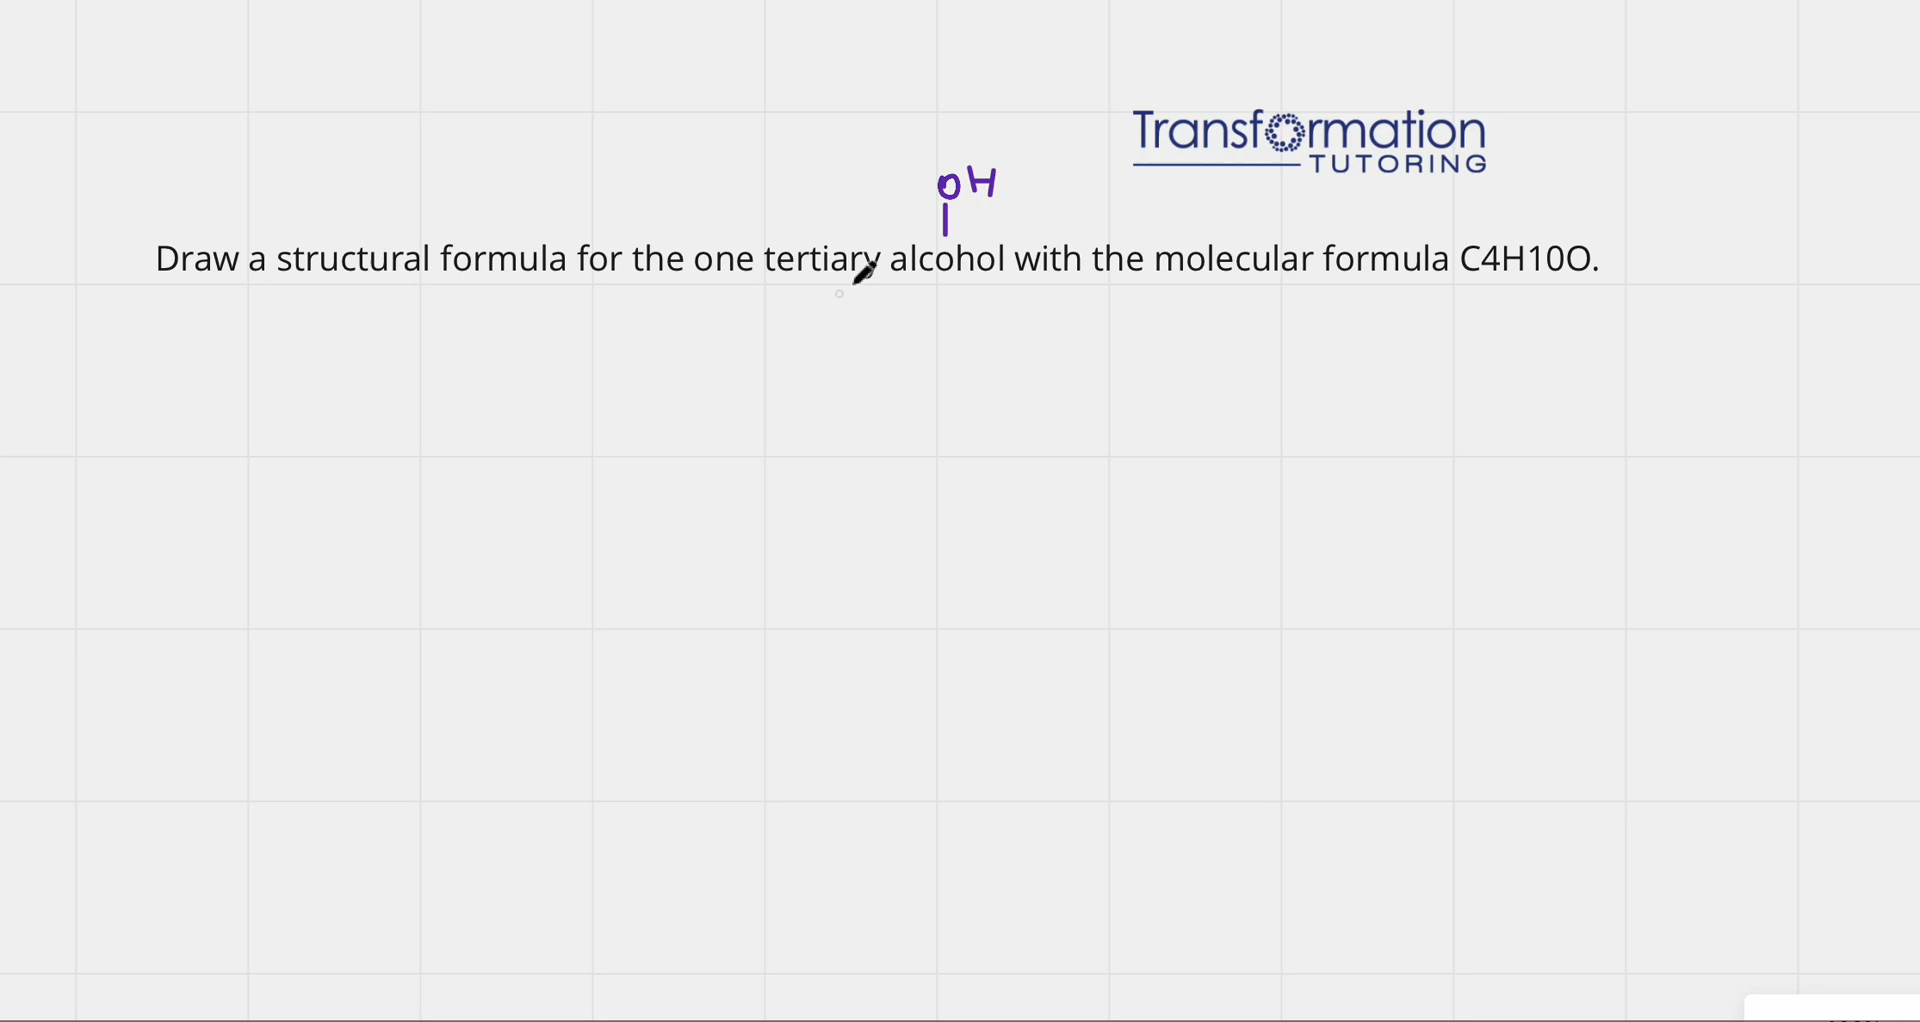 Transformation
TUTORING
OH
Draw a structural formula for the one tertiary alcohol with the molecular formula C4H10O.